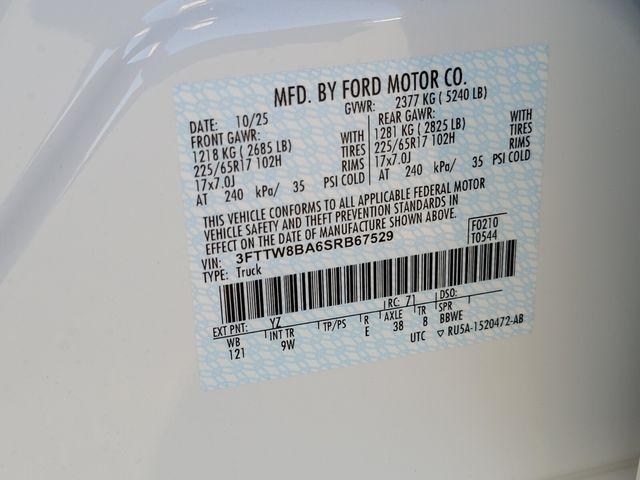 MFD. BY FORD MOTOR CO.
DATE: 10/25 GVWR: 2377 KG ( 5240 LB)
FRONT GAWR: REAR GAWR:
1218 KG ( 2685 LB) WITH 1281 KG ( 2825 LB) WITH
225/65R17 102H TIRES 225/65R17 102H TIRES
17x7.0J RIMS 17x7.0J RIMS
AT 240 kPa/ 35 PSI COLD AT 240 kPa/ 35 PSI COLD
THIS VEHICLE CONFORMS TO ALL APPLICABLE FEDERAL MOTOR
VEHICLE SAFETY AND THEFT PREVENTION STANDARDS IN
EFFECT ON THE DATE OF MANUFACTURE SHOWN ABOVE.
VIN: 3FTTW8BA6SRB67529 F0210
TYPE: Truck T0544
EXT PNT: YZ RC: 71 DSO:
WB INT TR TP/PS R AXLE TR SPR
121 9W E 38 8 BBWE
UTC ▽ RU5A-1520472-AB